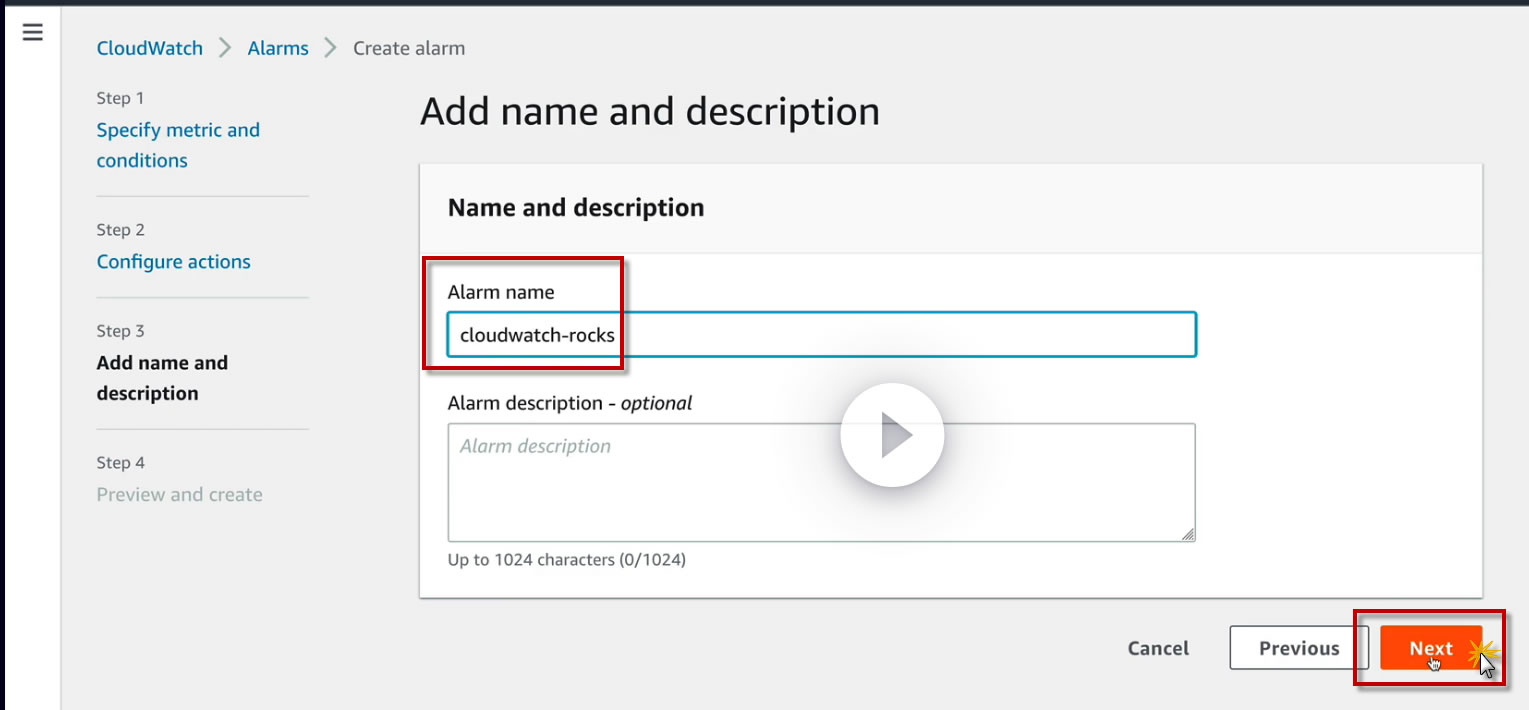 CloudWatch > Alarms > Create alarm
Step 1
Specify metric and
conditions
Step 2
Configure actions
Step 3
Add name and
description
Step 4
Preview and create
Add name and description
Name and description
Alarm name
cloudwatch-rocks
Alarm description - optional
Alarm description
Up to 1024 characters (0/1024)
Cancel
Previous
Next